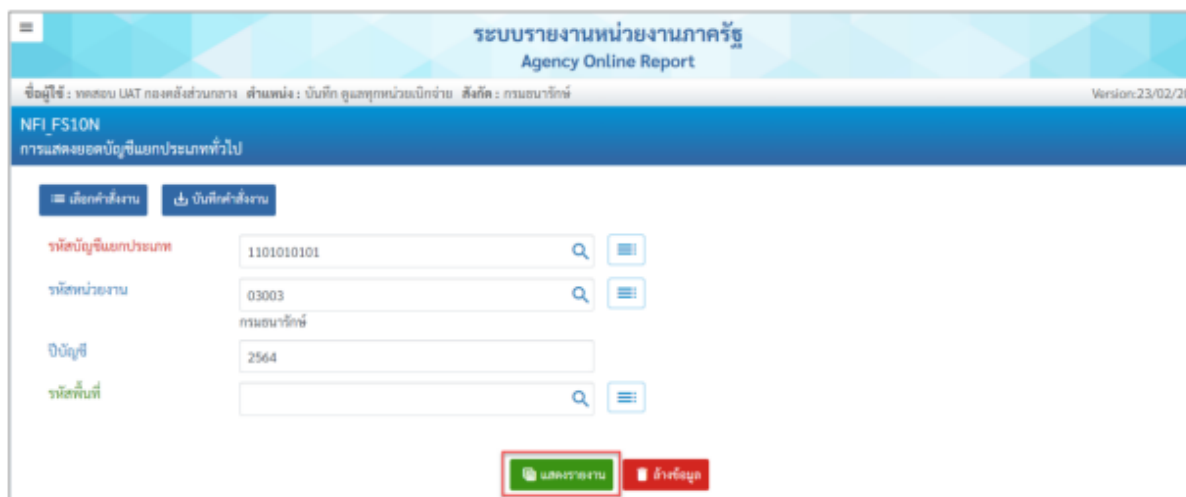 ระบบรายงานหน่วยงานภาครัฐ
Agency Online Report
ชื่อผู้ใช้ : ทดสอบ UAT กองคลังส่วนกลาง ตำแหน่ง : บันทึก ดูแลทุกหน่วยเบิกจ่าย สังกัด : กรมธนารักษ์ Version:23/02/20
NFI_FS10N
การแสดงยอดบัญชีแยกประเภททั่วไป
เลือกคำสั่งงาน บันทึกคำสั่งงาน
รหัสบัญชีแยกประเภท 1101010101
รหัสหน่วยงาน 03003
กรมธนารักษ์
ปีบัญชี 2564
รหัสพื้นที่
แสดงรายงาน ล้างข้อมูล